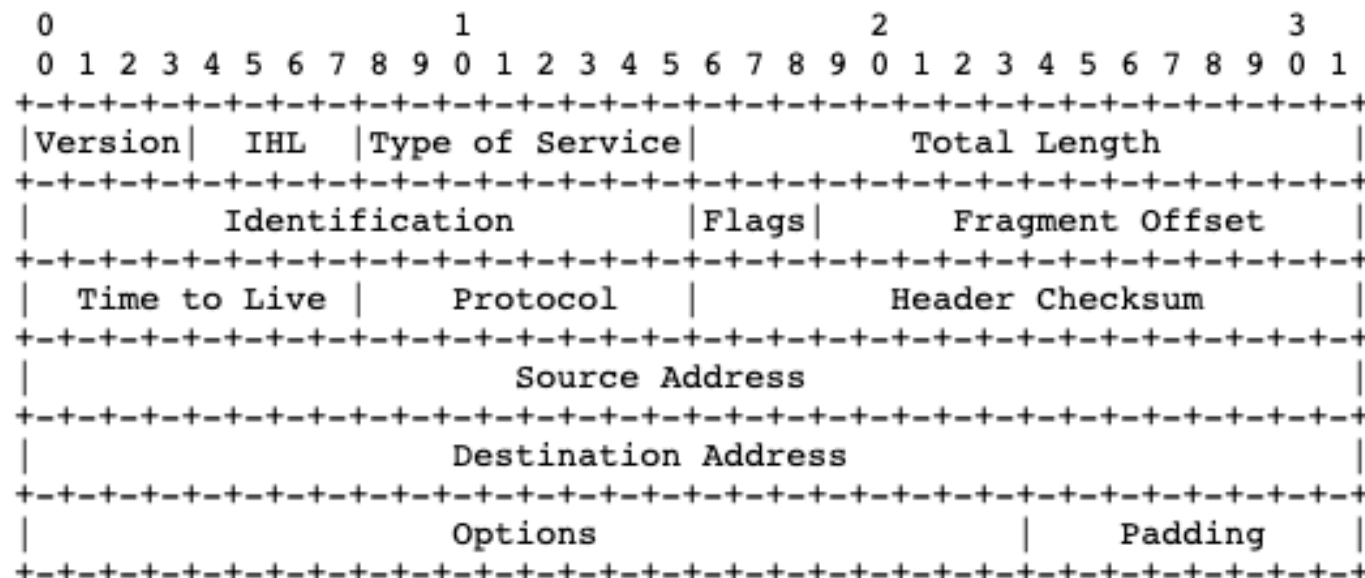 0                   1                   2                   3
 0 1 2 3 4 5 6 7 8 9 0 1 2 3 4 5 6 7 8 9 0 1 2 3 4 5 6 7 8 9 0 1
+-+-+-+-+-+-+-+-+-+-+-+-+-+-+-+-+-+-+-+-+-+-+-+-+-+-+-+-+-+-+-+-+
|Version|  IHL  |Type of Service|          Total Length         |
+-+-+-+-+-+-+-+-+-+-+-+-+-+-+-+-+-+-+-+-+-+-+-+-+-+-+-+-+-+-+-+-+
|         Identification        |Flags|      Fragment Offset    |
+-+-+-+-+-+-+-+-+-+-+-+-+-+-+-+-+-+-+-+-+-+-+-+-+-+-+-+-+-+-+-+-+
|  Time to Live |    Protocol   |         Header Checksum       |
+-+-+-+-+-+-+-+-+-+-+-+-+-+-+-+-+-+-+-+-+-+-+-+-+-+-+-+-+-+-+-+-+
|                       Source Address                          |
+-+-+-+-+-+-+-+-+-+-+-+-+-+-+-+-+-+-+-+-+-+-+-+-+-+-+-+-+-+-+-+-+
|                    Destination Address                        |
+-+-+-+-+-+-+-+-+-+-+-+-+-+-+-+-+-+-+-+-+-+-+-+-+-+-+-+-+-+-+-+-+
|                    Options                    |    Padding    |
+-+-+-+-+-+-+-+-+-+-+-+-+-+-+-+-+-+-+-+-+-+-+-+-+-+-+-+-+-+-+-+-+